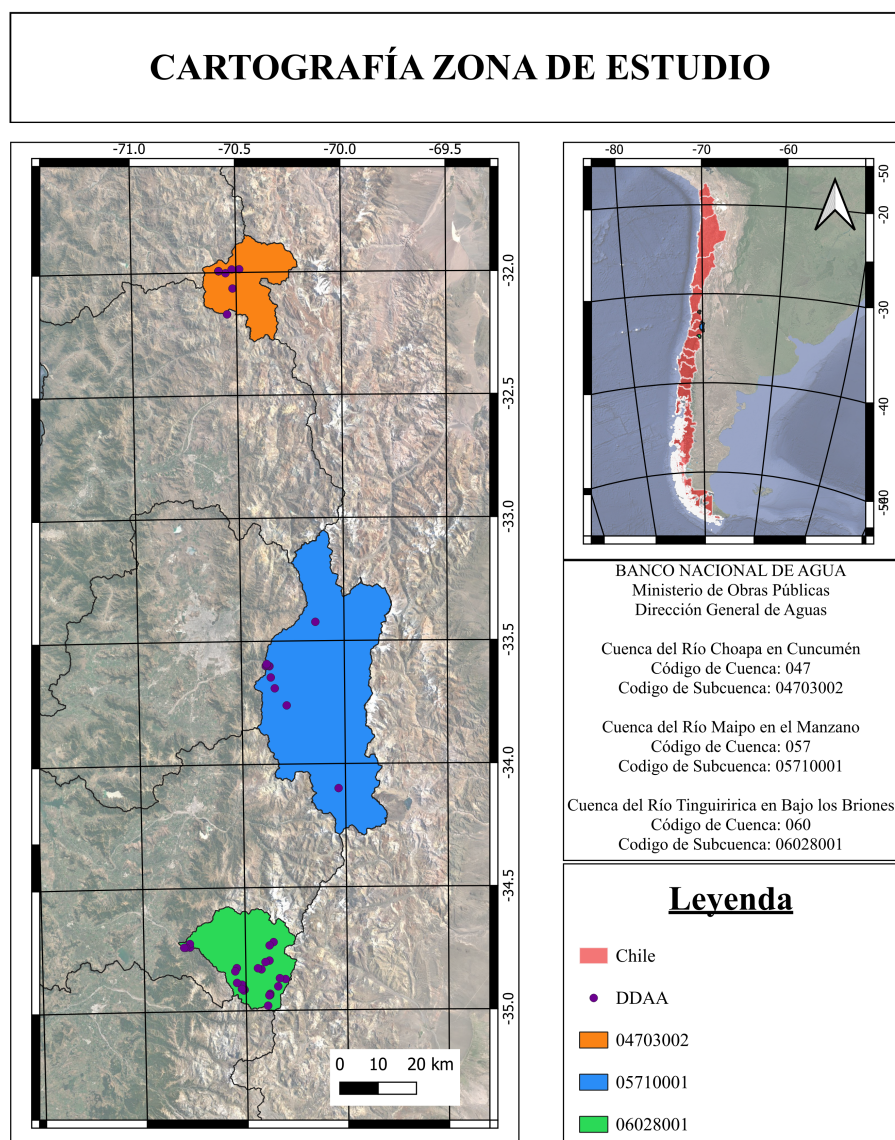 CARTOGRAFÍA ZONA DE ESTUDIO
-71.0 -70.5 -70.0 -69.5
-32.0
-32.5
-33.0
-33.5
-34.0
-34.5
-35.0
0 10 20 km
-80 -70 -60
-50
-20
-30
-40
BANCO NACIONAL DE AGUA
Ministerio de Obras Públicas
Dirección General de Aguas
Cuenca del Río Choapa en Cuncumén
Código de Cuenca: 047
Codigo de Subcuenca: 04703002
Cuenca del Río Maipo en el Manzano
Código de Cuenca: 057
Codigo de Subcuenca: 05710001
Cuenca del Río Tinguiririca en Bajo los Briones
Código de Cuenca: 060
Codigo de Subcuenca: 06028001
Leyenda
Chile
DDAA
04703002
05710001
06028001